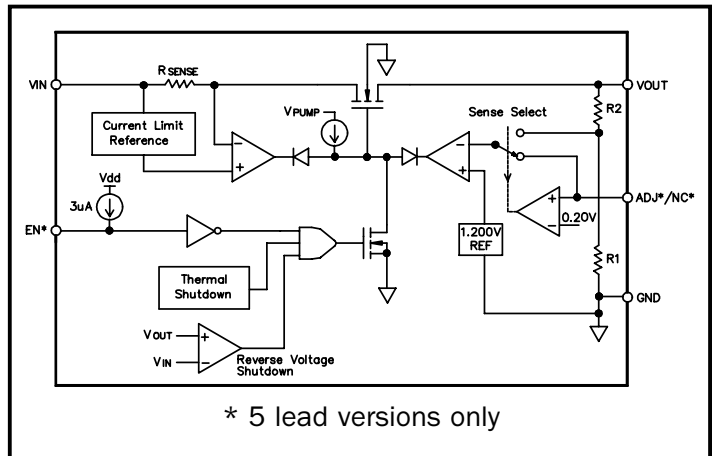 VIN
RSENSE
VOUT
VPUMP
Sense Select
R2
Current Limit
Reference
-
+
-
+
Vdd
3uA
+
-
0.20V
ADJ*/NC*
EN*
1.200V
REF
R1
Thermal
Shutdown
GND
VOUT
+
VIN
-
Reverse Voltage
Shutdown
* 5 lead versions only